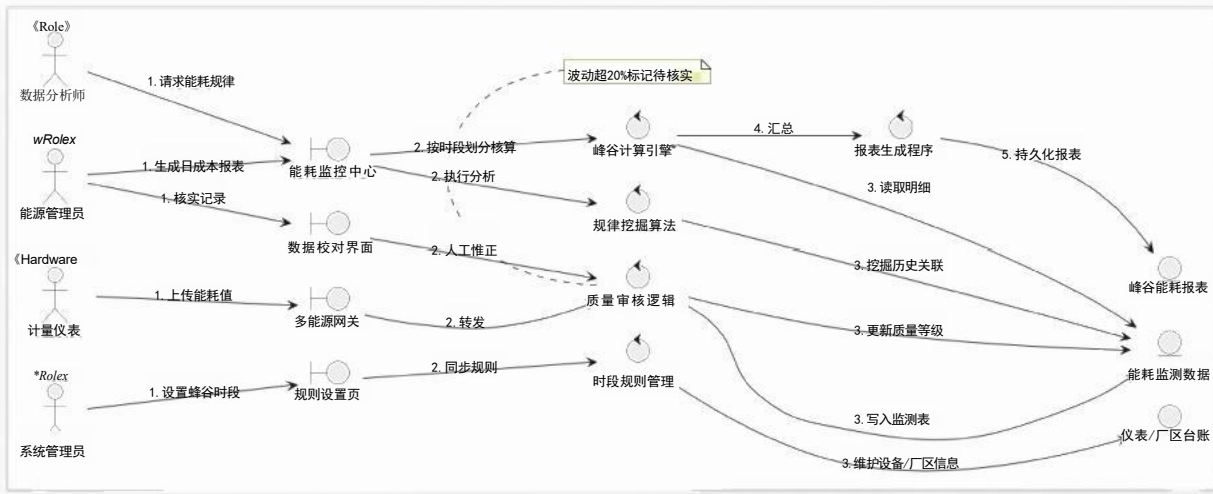 《Role》
数据分析师
wRolex
能源管理员
《Hardware
计量仪表
*Rolex
系统管理员
1.请求能耗规律
1.生成日成本报表
1.核实记录
1.上传能耗值
1.设置蜂谷时段
能耗监控中心
数据校对界面
多能源网关
规则设置页
波动超20%标记待核实
2.按时段划分核算
2.执行分析
2.人工惟正
2.转发
2.同步规则
峰谷计算引擎
规律挖掘算法
质量审核逻辑
时段规则管理
4.汇总
报表生成程序
5.持久化报表
3.读取明细
3.挖掘历史关联
3.更新质量等级
3.写入监测表
3.维护设备/厂区信息
峰谷能耗报表
能耗监测数据
仪表/厂区台账